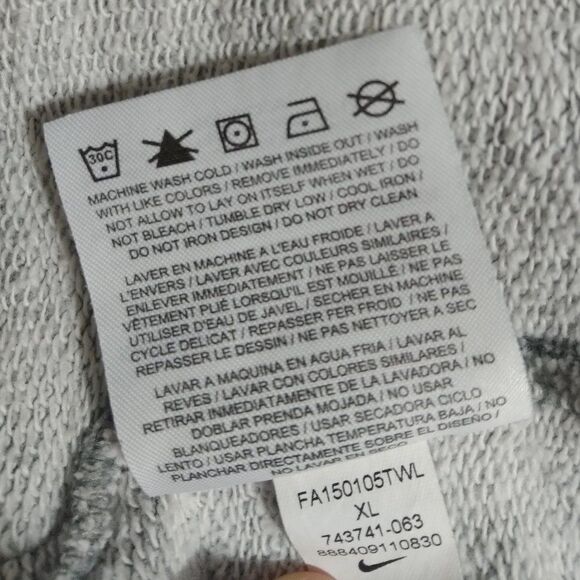 30C
MACHINE WASH COLD / WASH INSIDE OUT / WASH
WITH LIKE COLORS / REMOVE IMMEDIATELY / DO
NOT ALLOW TO LAY ON ITSELF WHEN WET / DO
NOT BLEACH / TUMBLE DRY LOW / COOL IRON /
DO NOT IRON DESIGN / DO NOT DRY CLEAN
LAVER EN MACHINE A L'EAU FROIDE / LAVER A
L'ENVERS / LAVER AVEC COULEURS SIMILAIRES /
ENLEVER IMMEDIATEMENT / NE PAS LAISSER LE
VÊTEMENT PLIÉ LORSQU'IL EST MOUILLÉ / NE PAS
UTILISER D'EAU DE JAVEL / SECHER EN MACHINE
CYCLE DELICAT / REPASSER FER FROID / NE PAS
REPASSER LE DESSIN / NE PAS NETTOYER A SEC
LAVAR A MAQUINA EN AGUA FRIA / LAVAR AL
REVES / LAVAR CON COLORES SIMILARES /
RETIRAR INMEDIATAMENTE DE LA LAVADORA / NO
DOBLAR PRENDA MOJADA / NO USAR
BLANQUEADORES / USAR SECADORA CICLO
LENTO / USAR PLANCHA TEMPERATURA BAJA / NO
PLANCHAR DIRECTAMENTE SOBRE EL DISEÑO /
NO LAVAR EN SECO
FA150105TWL
XL
743741-063
888409110830